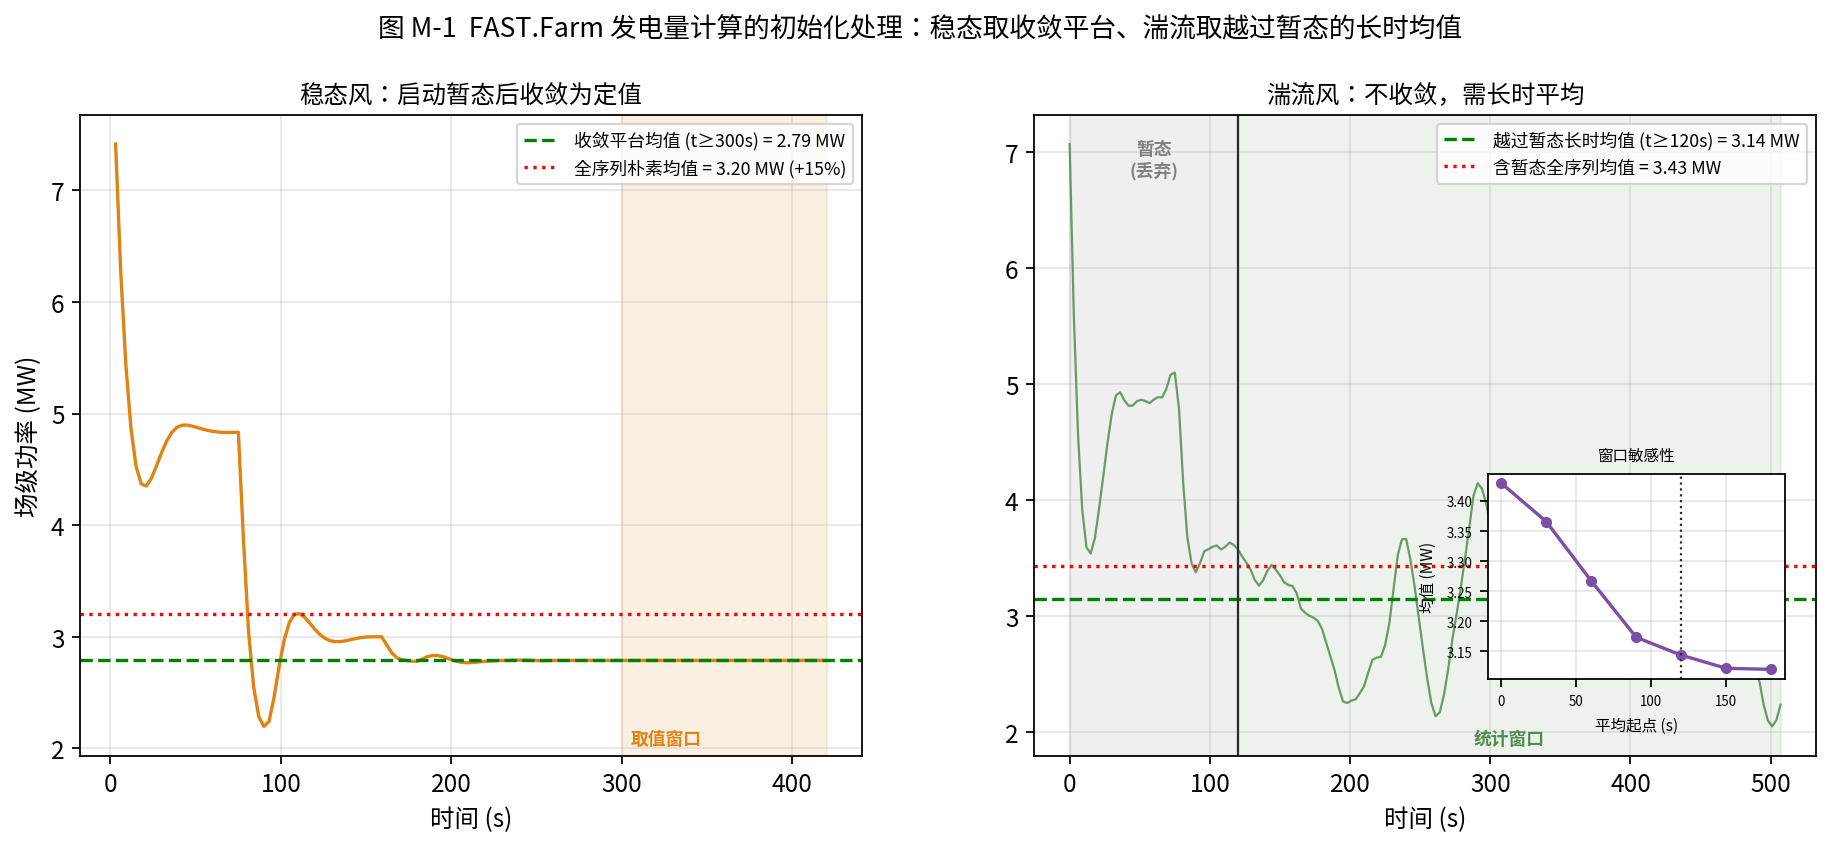 图 M-1  FAST.Farm 发电量计算的初始化处理：稳态取收敛平台、湍流取越过暂态的长时均值
稳态风：启动暂态后收敛为定值
收敛平台均值 (t≥300s) = 2.79 MW
全序列朴素均值 = 3.20 MW (+15%)
场级功率 (MW)
7
6
5
4
3
2
取值窗口
0
100
200
300
400
时间 (s)
湍流风：不收敛，需长时平均
暂态
(丢弃)
越过暂态长时均值 (t≥120s) = 3.14 MW
含暂态全序列均值 = 3.43 MW
7
6
5
4
3
2
窗口敏感性
均值 (MW)
3.40
3.35
3.30
3.25
3.20
3.15
0
50
100
150
平均起点 (s)
统计窗口
0
100
200
300
400
500
时间 (s)